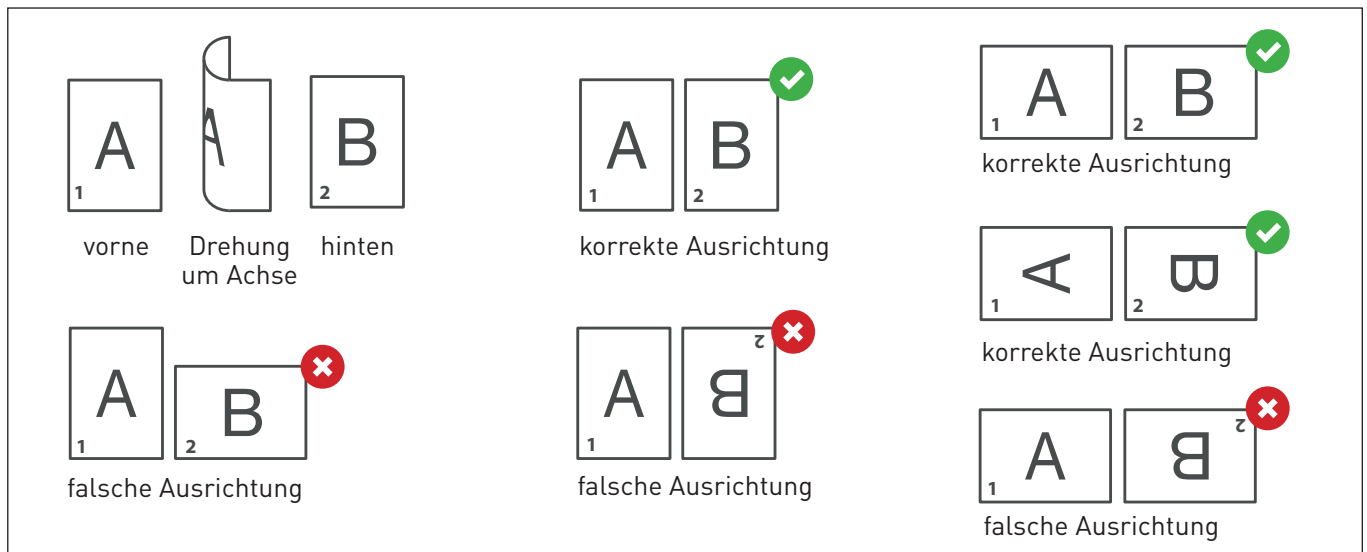 A
1
A
B
2
vorne
Drehung
um Achse
hinten
A
1
B
2
falsche Ausrichtung
A
1
B
2
korrekte Ausrichtung
A
1
B
2
falsche Ausrichtung
A
1
B
2
korrekte Ausrichtung
A
1
B
2
korrekte Ausrichtung
A
1
B
2
falsche Ausrichtung